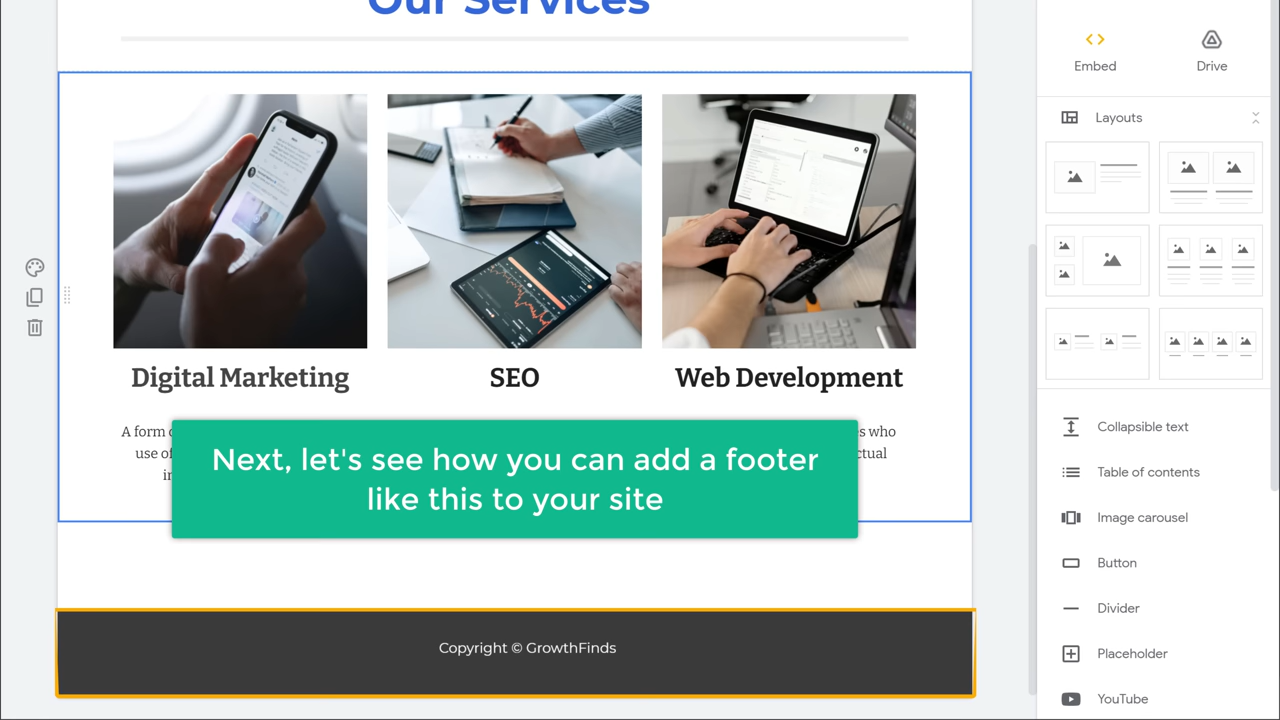 Our Services
Embed
Drive
Layouts
Digital Marketing
SEO
Web Development
A form
s who
use of
ctual
in
Next, let's see how you can add a footer
like this to your site
Collapsible text
Table of contents
Image carousel
Button
Divider
Placeholder
YouTube
Copyright © GrowthFinds